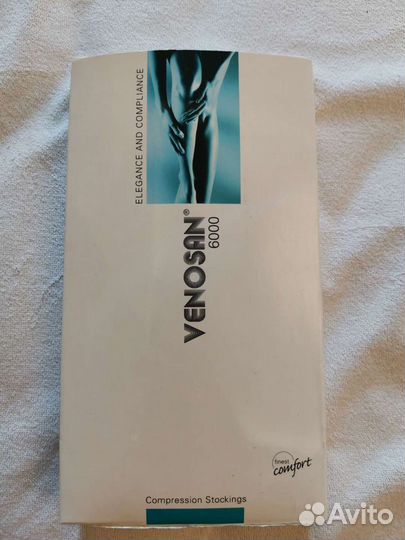 ELEGANCE AND COMPLIANCE
VENOSAN®
6000
finest
comfort
Compression Stockings
Avito